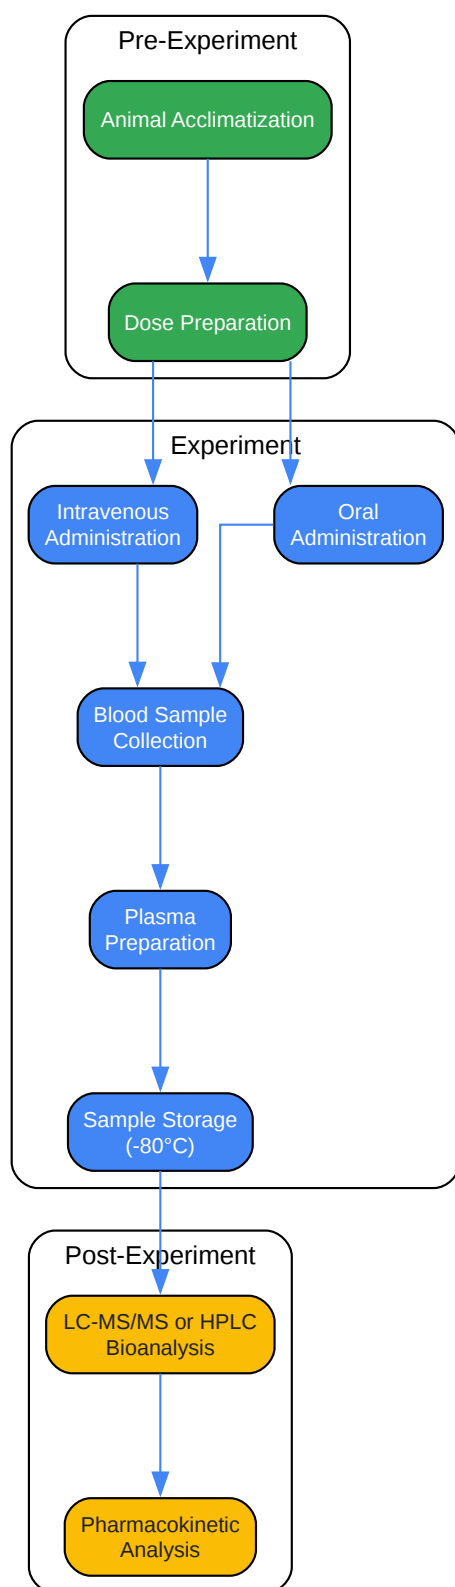 Pre-Experiment
Animal Acclimatization
Dose Preparation
Experiment
Intravenous
Administration
Oral
Administration
Blood Sample
Collection
Plasma
Preparation
Sample Storage
(-80°C)
Post-Experiment
LC-MS/MS or HPLC
Bioanalysis
Pharmacokinetic
Analysis